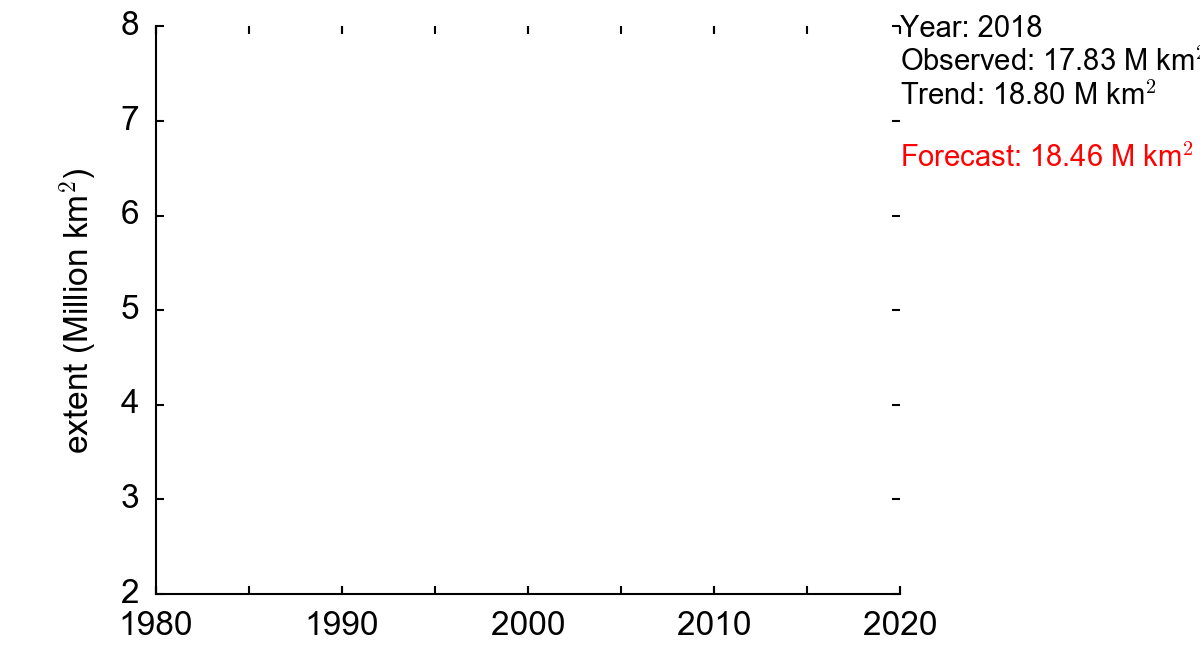 8
7
6
5
4
3
2
extent (Million km²)
1980 1990 2000 2010 2020
Year: 2018
Observed: 17.83 M km²
Trend: 18.80 M km²
Forecast: 18.46 M km²